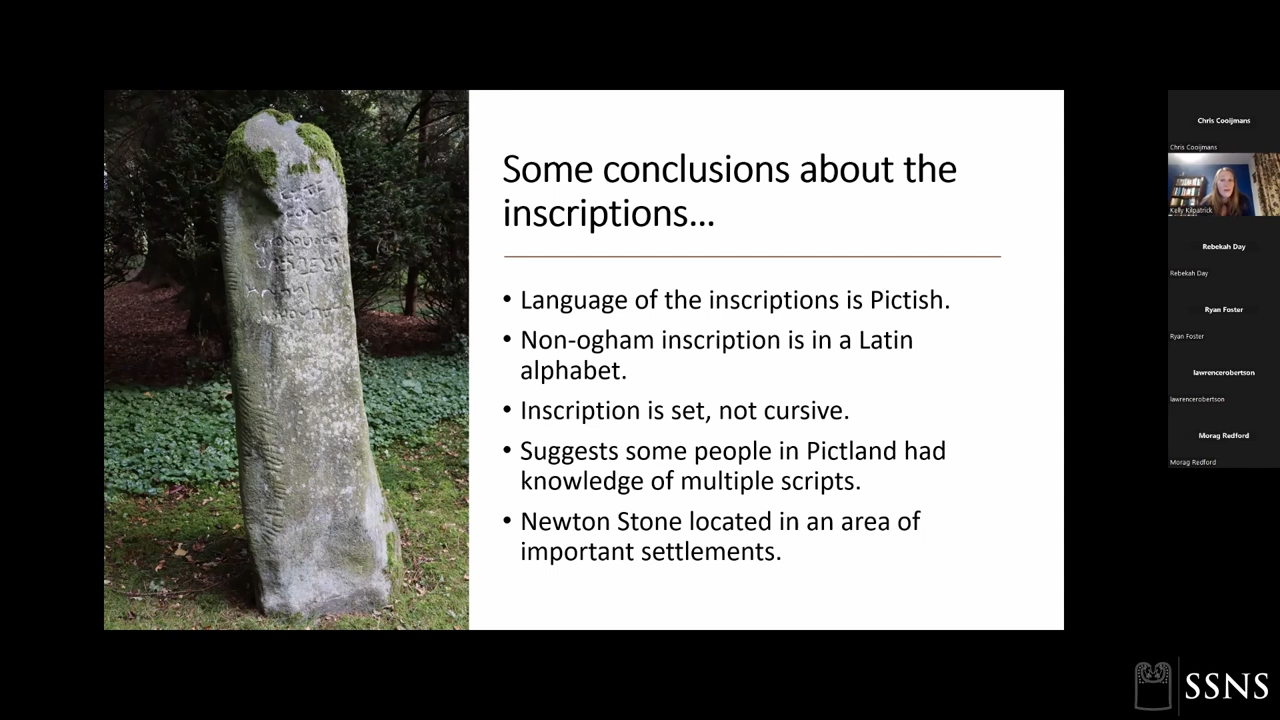 Some conclusions about the
inscriptions...
• Language of the inscriptions is Pictish.
• Non-ogham inscription is in a Latin
alphabet.
• Inscription is set, not cursive.
• Suggests some people in Pictland had
knowledge of multiple scripts.
• Newton Stone located in an area of
important settlements.
Chris Cooijmans
Chris Cooijmans
Kelly Kilpatrick
Rebekah Day
Rebekah Day
Ryan Foster
Ryan Foster
lawrencerobertson
lawrencerobertson
Morag Redford
Morag Redford
SSNS